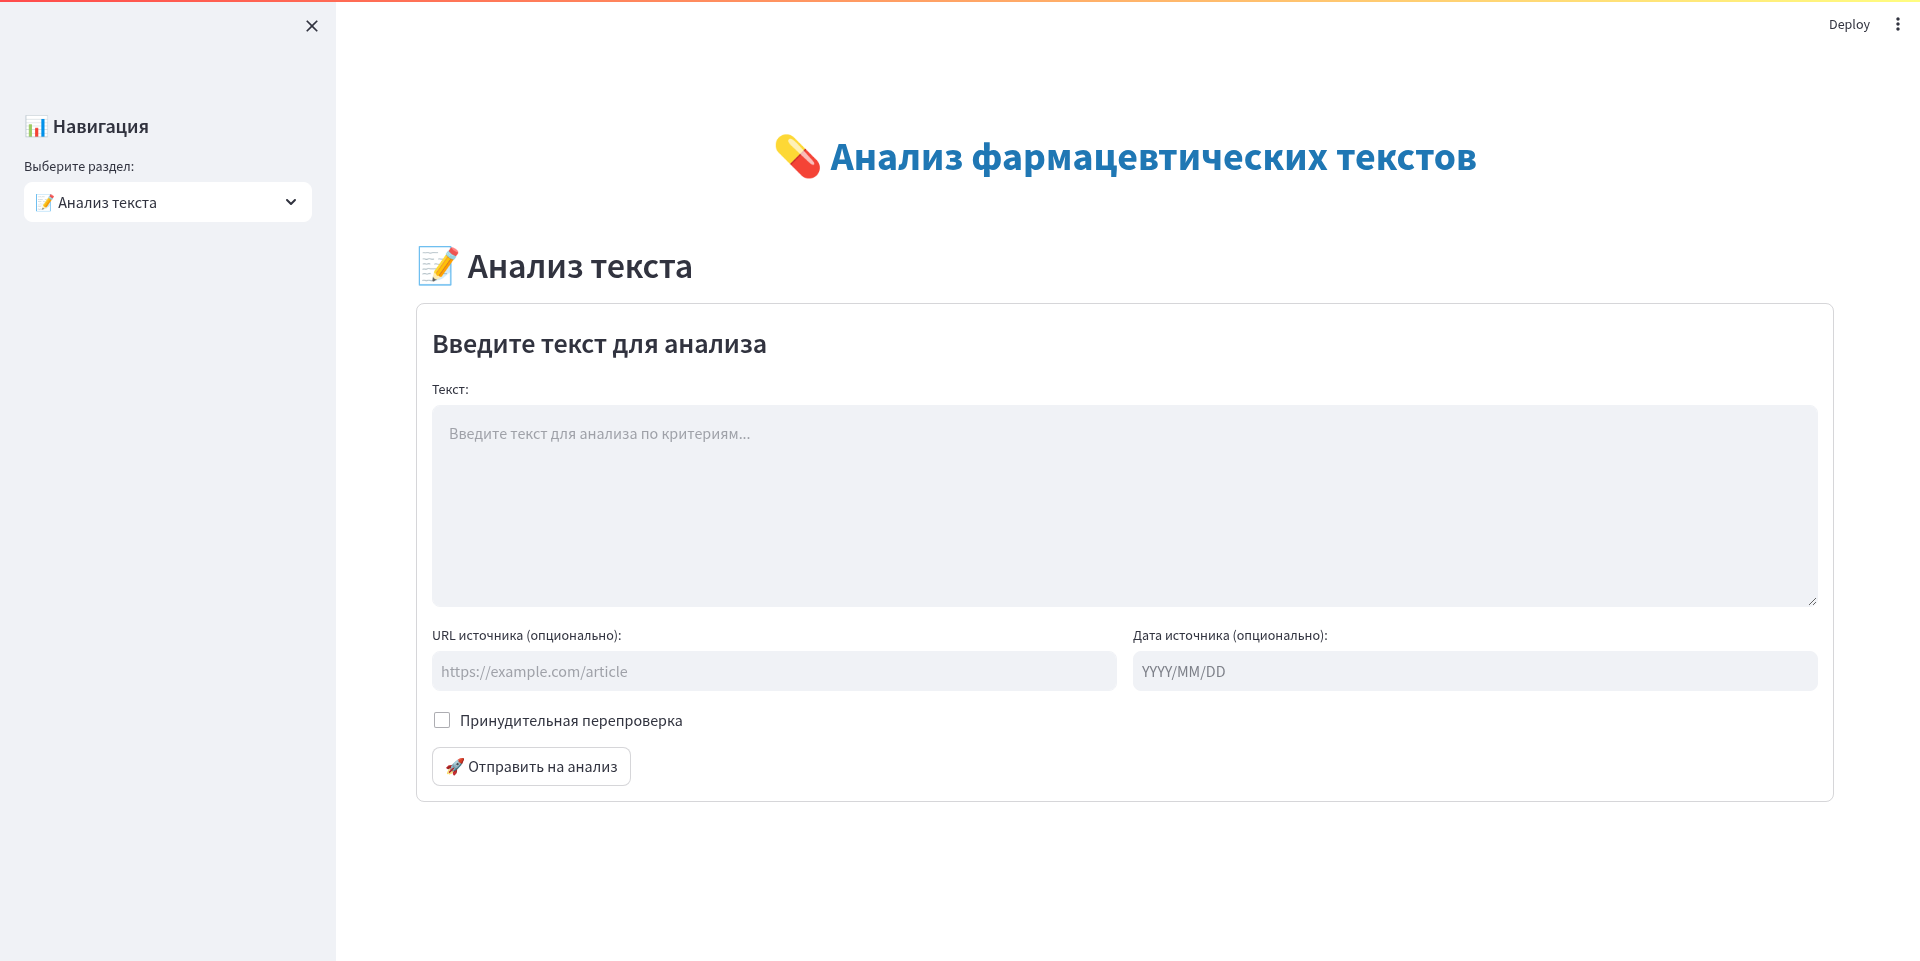 Deploy
📊 Навигация
Выберите раздел:
📝 Анализ текста
💊 Анализ фармацевтических текстов
📝 Анализ текста
Введите текст для анализа
Текст:
Введите текст для анализа по критериям...
URL источника (опционально):
Дата источника (опционально):
https://example.com/article
YYYY/MM/DD
Принудительная перепроверка
🚀 Отправить на анализ